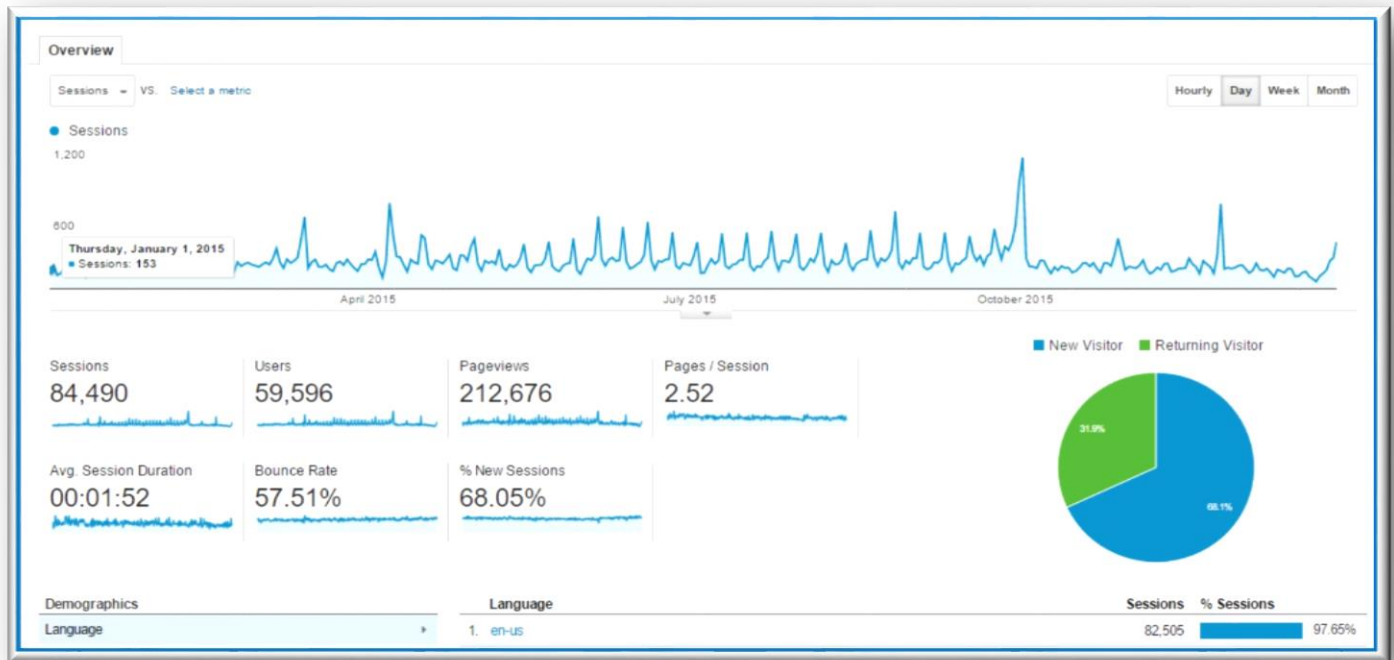 Overview
Sessions VS. Select a metric
Hourly Day Week Month
Sessions
1,200
600
Thursday, January 1, 2015
Sessions: 153
April 2015 July 2015 October 2015
New Visitor Returning Visitor
Sessions Users Pageviews Pages / Session
84,490 59,596 212,676 2.52
31.9%
68.1%
Avg. Session Duration Bounce Rate % New Sessions
00:01:52 57.51% 68.05%
Demographics Language Sessions % Sessions
Language 1. en-us 82,505 97.65%